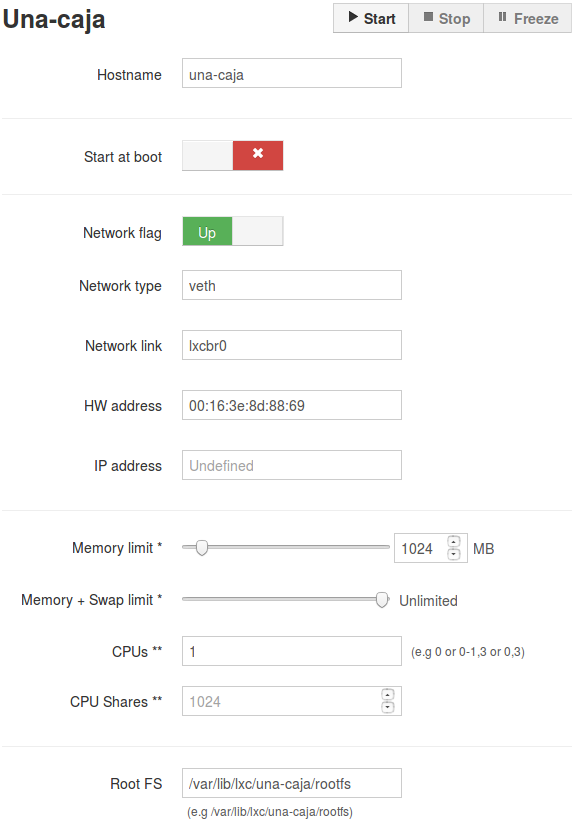 Una-caja
Start Stop Freeze
Hostname una-caja
Start at boot
Network flag Up
Network type veth
Network link lxcbr0
HW address 00:16:3e:8d:88:69
IP address Undefined
Memory limit * 1024 MB
Memory + Swap limit * Unlimited
CPUs ** 1 (e.g 0 or 0-1,3 or 0,3)
CPU Shares ** 1024
Root FS /var/lib/lxc/una-caja/rootfs
(e.g /var/lib/lxc/una-caja/rootfs)